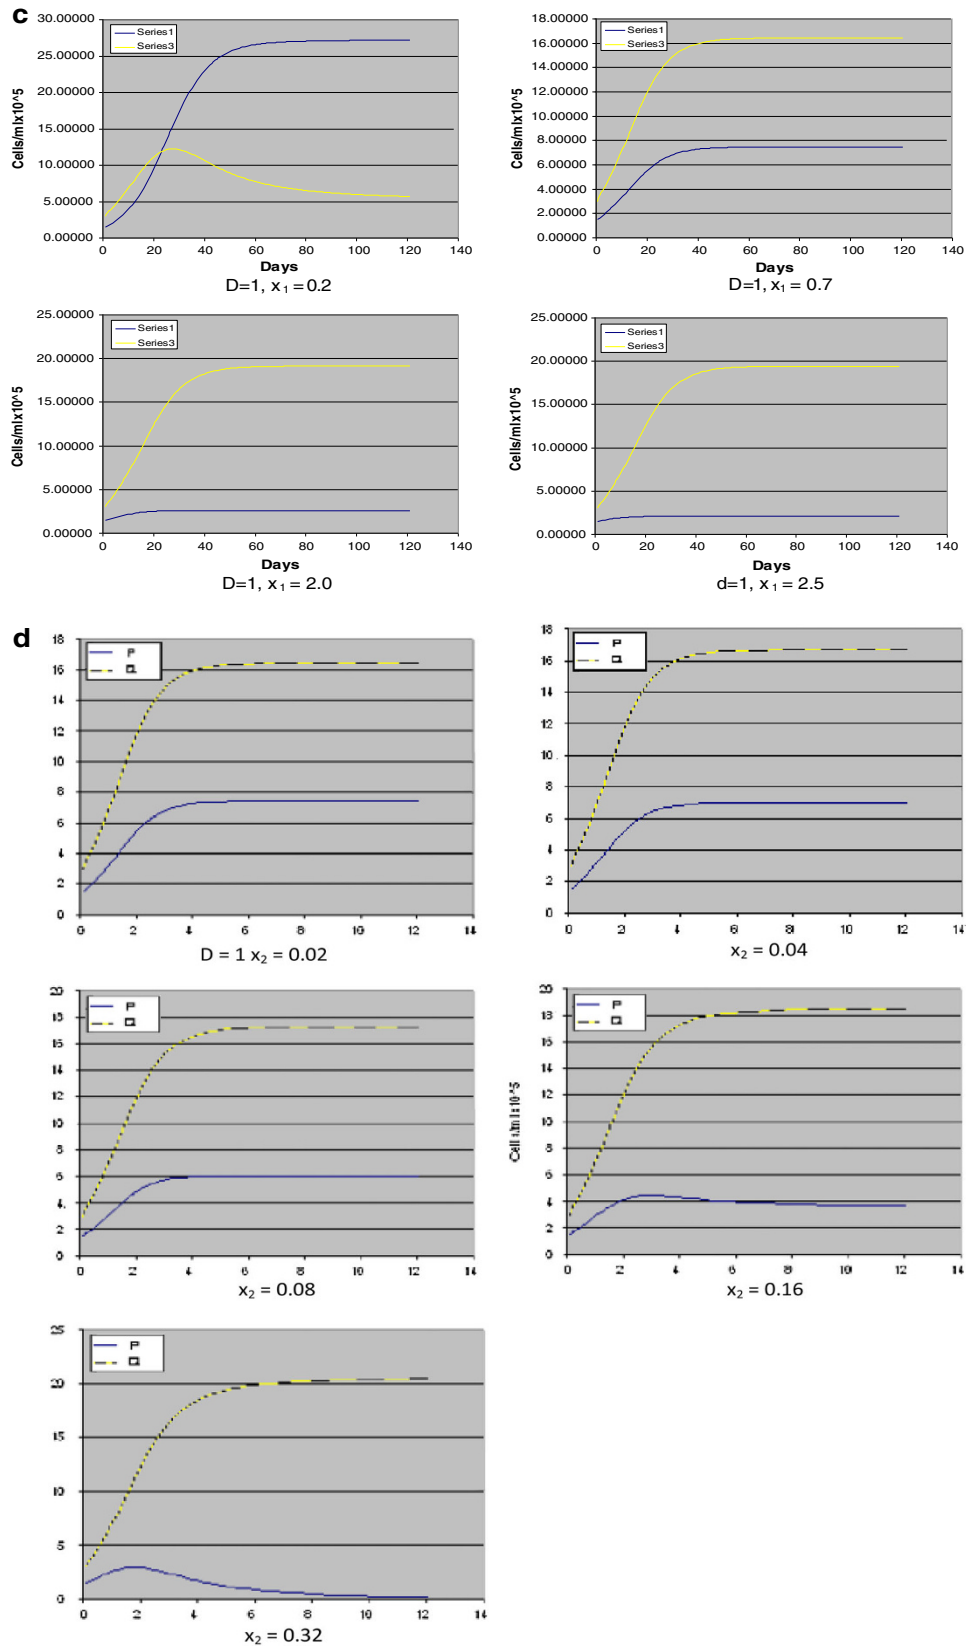 c
30.00000
25.00000
20.00000
15.00000
10.00000
5.00000
0.00000
Cells/mlx10^5
Series1
Series3
0 20 40 60 80 100 120 140
Days
D=1, x₁ = 0.2
18.00000
16.00000
14.00000
12.00000
10.00000
8.00000
6.00000
4.00000
2.00000
0.00000
Cells/mlx10^5
Series1
Series3
0 20 40 60 80 100 120 140
Days
D=1, x₁ = 0.7
25.00000
20.00000
15.00000
10.00000
5.00000
0.00000
Cells/mlx10^5
Series1
Series3
0 20 40 60 80 100 120 140
Days
D=1, x₁ = 2.0
25.00000
20.00000
15.00000
10.00000
5.00000
0.00000
Cells/mlx10^5
Series1
Series3
0 20 40 60 80 100 120 140
Days
d=1, x₁ = 2.5
d
18
16
14
12
10
8
6
4
2
0
P
Q
0 2 4 6 8 10 12 14
D = 1 x₂ = 0.02
18
16
14
12
10
8
6
4
2
0
P
Q
0 2 4 6 8 10 12 14
x₂ = 0.04
20
18
16
14
12
10
8
6
4
2
0
P
Q
0 2 4 6 8 10 12 14
x₂ = 0.08
20
18
16
14
12
10
8
6
4
2
0
Cells/mlx10^5
P
Q
0 2 4 6 8 10 12 14
x₂ = 0.16
25
20
15
10
5
0
P
Q
0 2 4 6 8 10 12 14
x₂ = 0.32